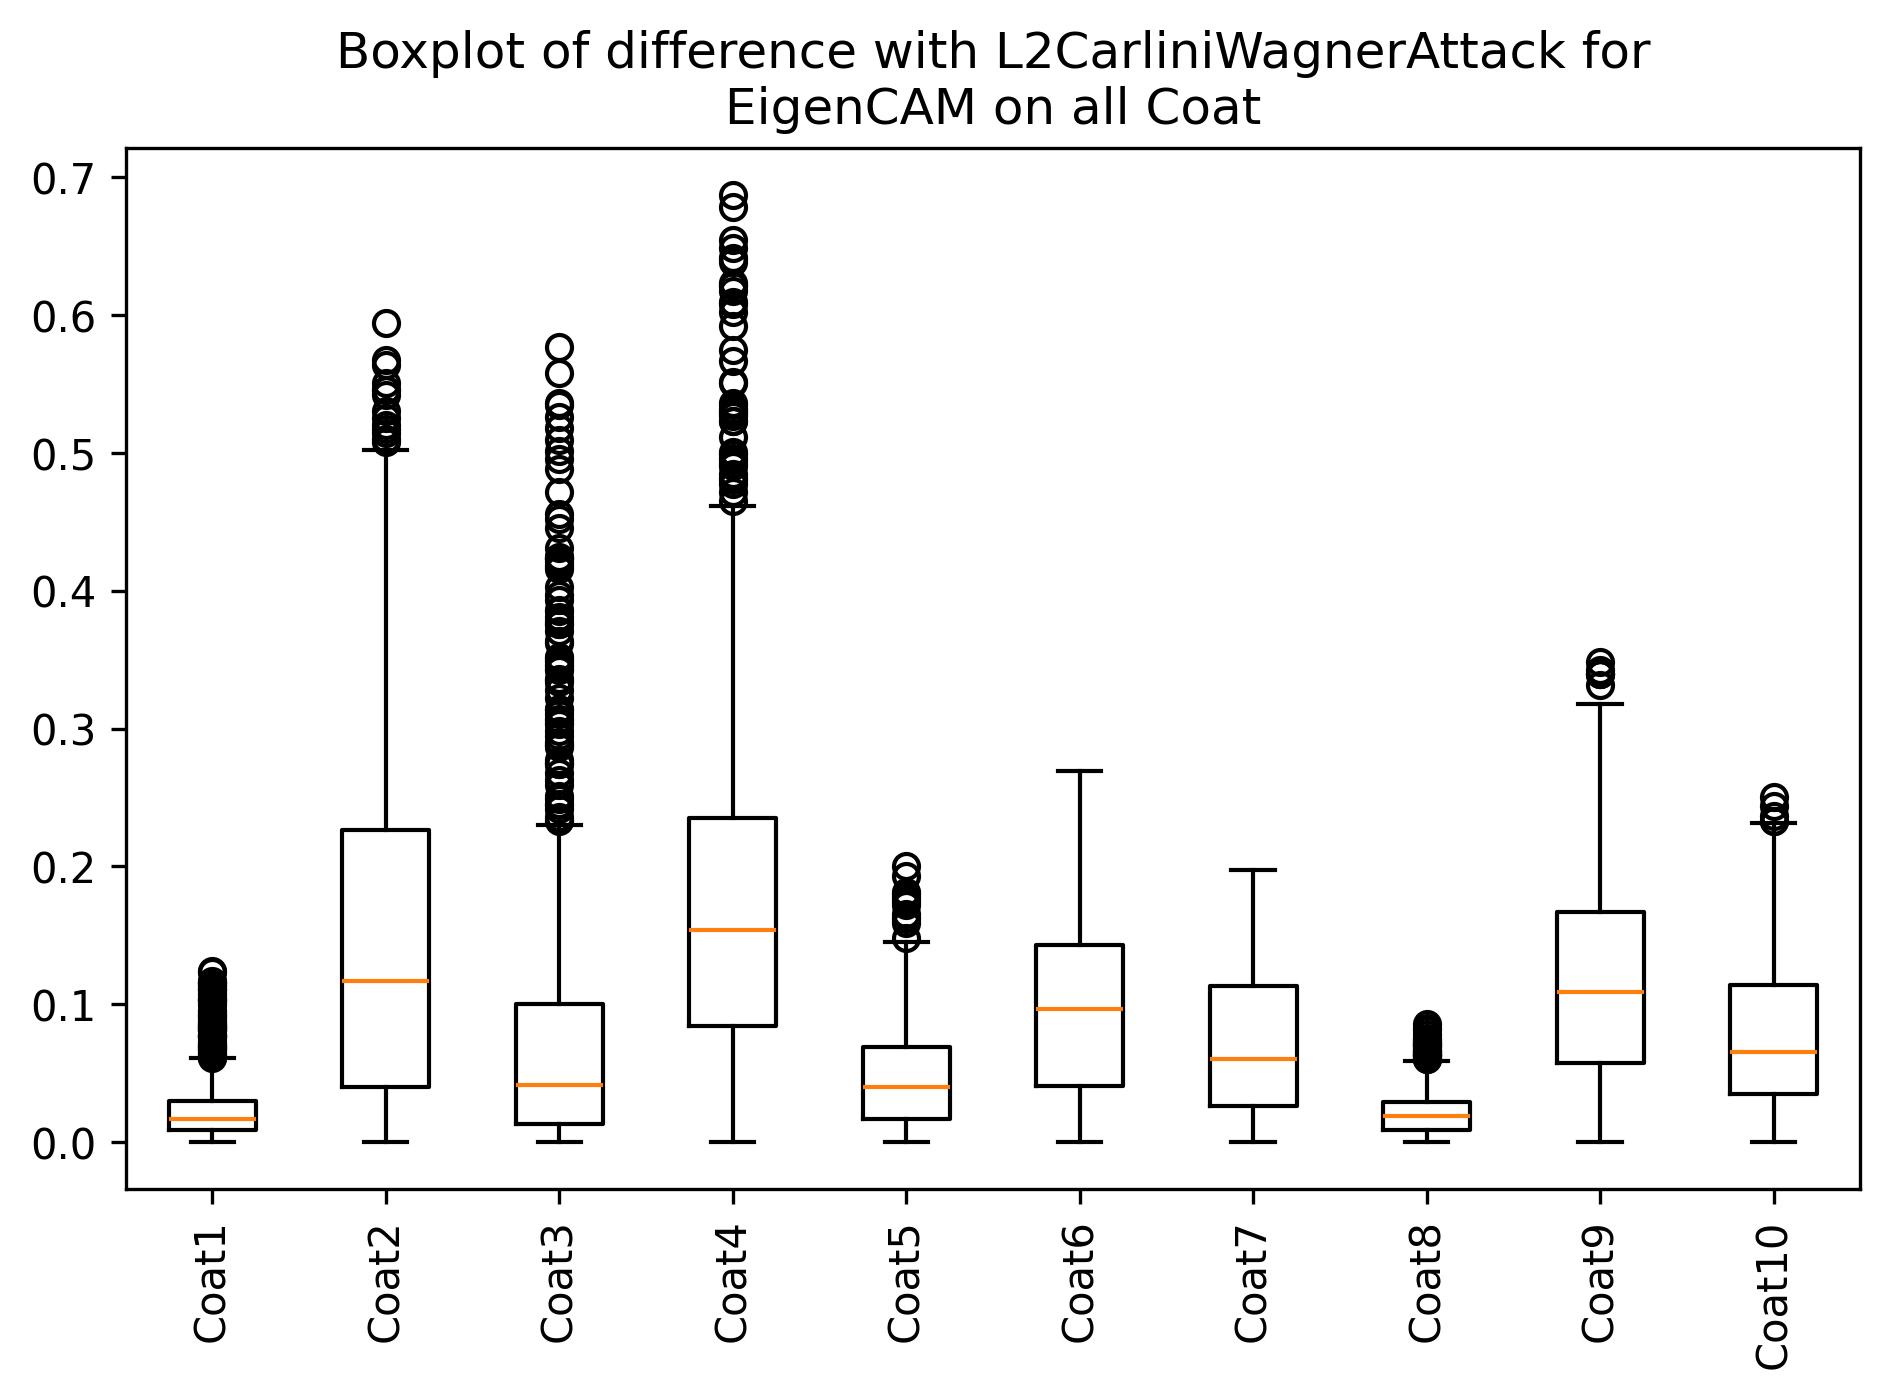 Boxplot of difference with L2CarliniWagnerAttack for
EigenCAM on all Coat
0.7
0.6
0.5
0.4
0.3
0.2
0.1
0.0
Coat1
Coat2
Coat3
Coat4
Coat5
Coat6
Coat7
Coat8
Coat9
Coat10